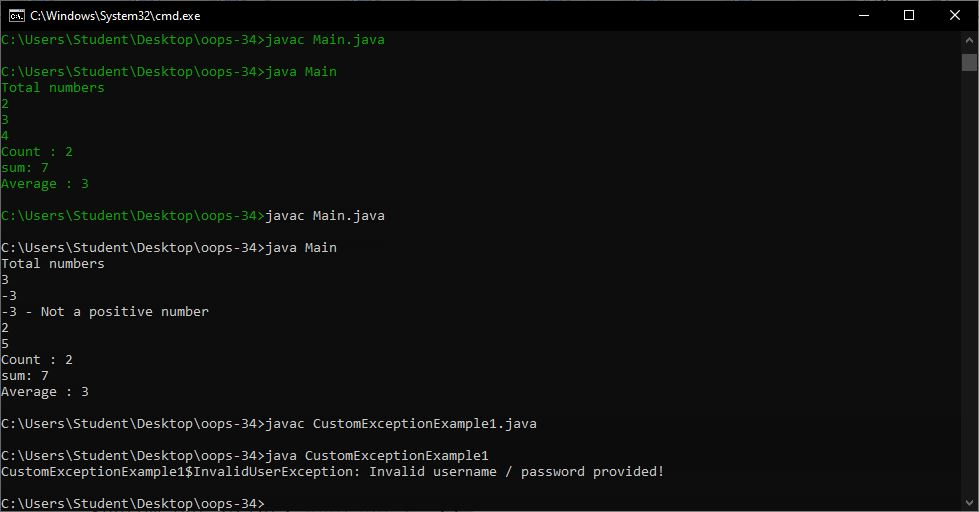 C:\Windows\System32\cmd.exe
C:\Users\Student\Desktop\oops-34>javac Main.java
C:\Users\Student\Desktop\oops-34>java Main
Total numbers
2
3
4
Count : 2
sum: 7
Average : 3
C:\Users\Student\Desktop\oops-34>javac Main.java
C:\Users\Student\Desktop\oops-34>java Main
Total numbers
3
-3
-3 - Not a positive number
2
5
Count : 2
sum: 7
Average : 3
C:\Users\Student\Desktop\oops-34>javac CustomExceptionExample1.java
C:\Users\Student\Desktop\oops-34>java CustomExceptionExample1
CustomExceptionExample1$InvalidUserException: Invalid username / password provided!
C:\Users\Student\Desktop\oops-34>